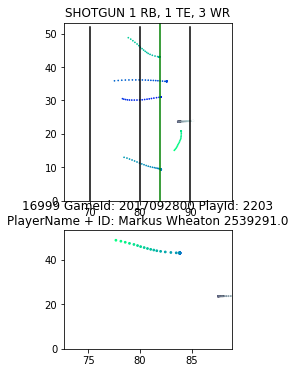 SHOTGUN 1 RB, 1 TE, 3 WR
50
40
30
20
10
0
70 80 90
16999 GameId: 2017092800 PlayId: 2203
PlayerName + ID: Markus Wheaton 2539291.0
40
20
0
75 80 85